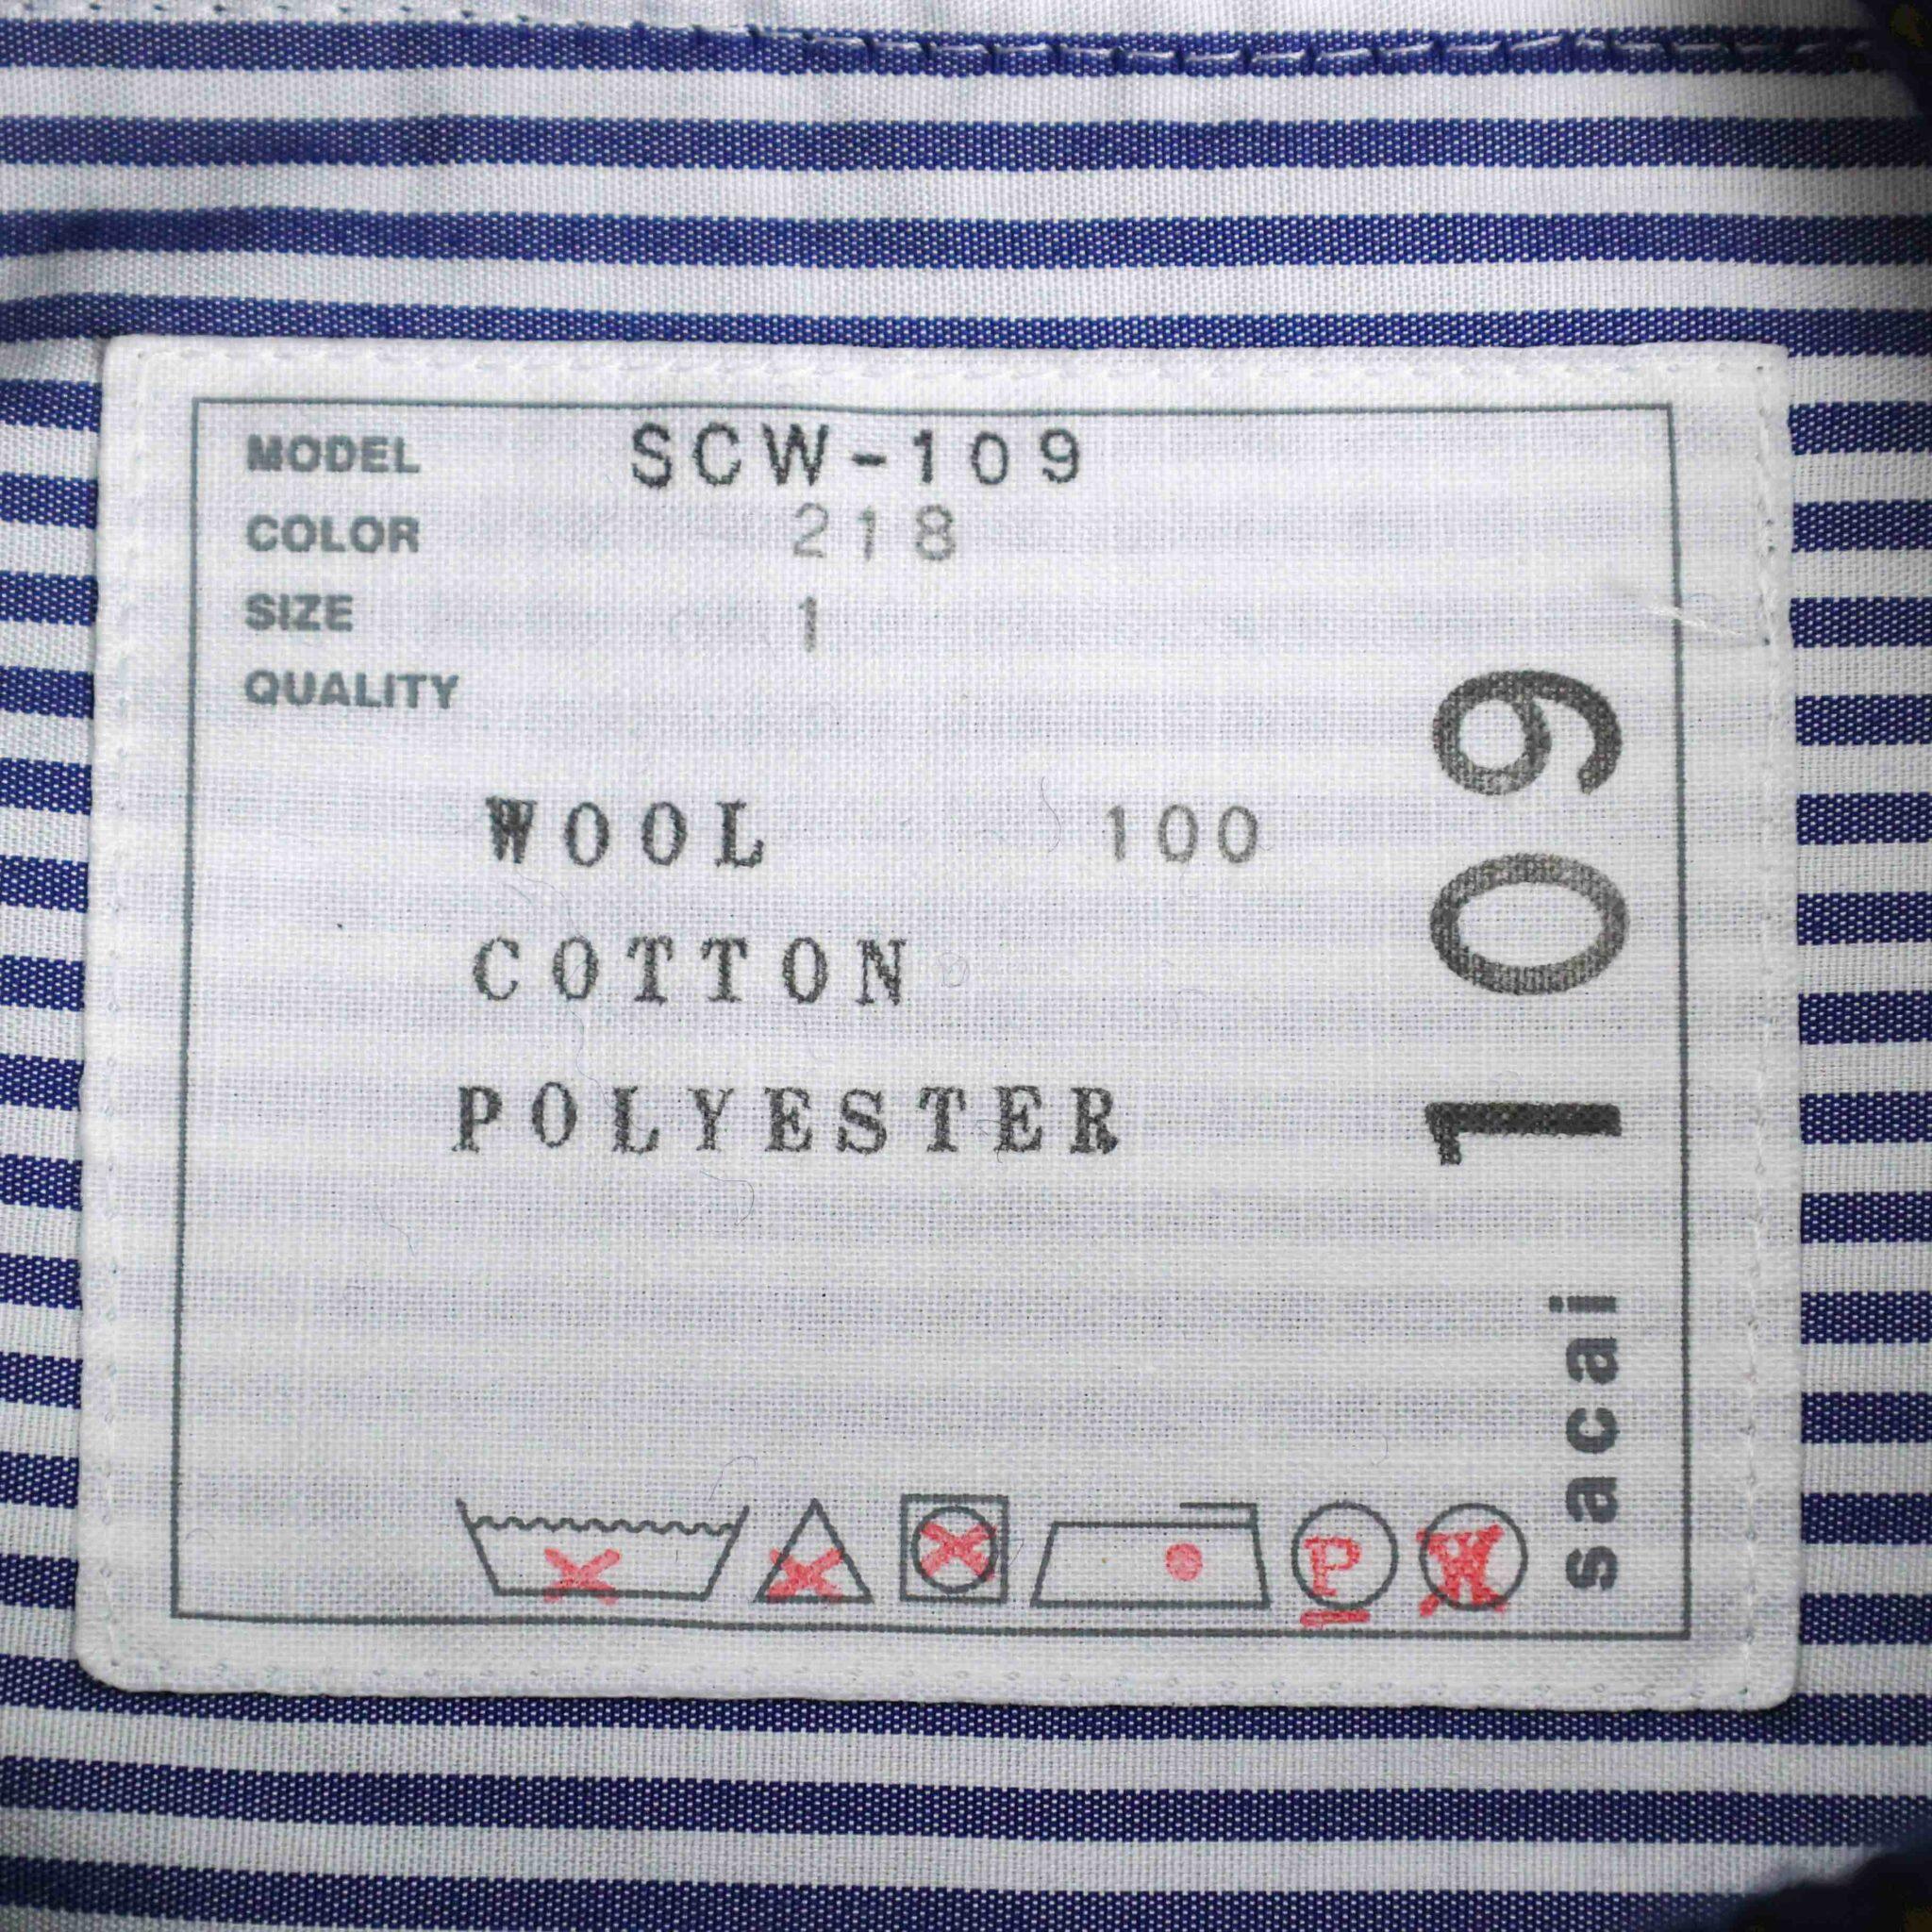 MODEL SCW-109
COLOR 218
SIZE 1
QUALITY
WOOL 100
COTTON
POLYESTER
P W
sacai 109